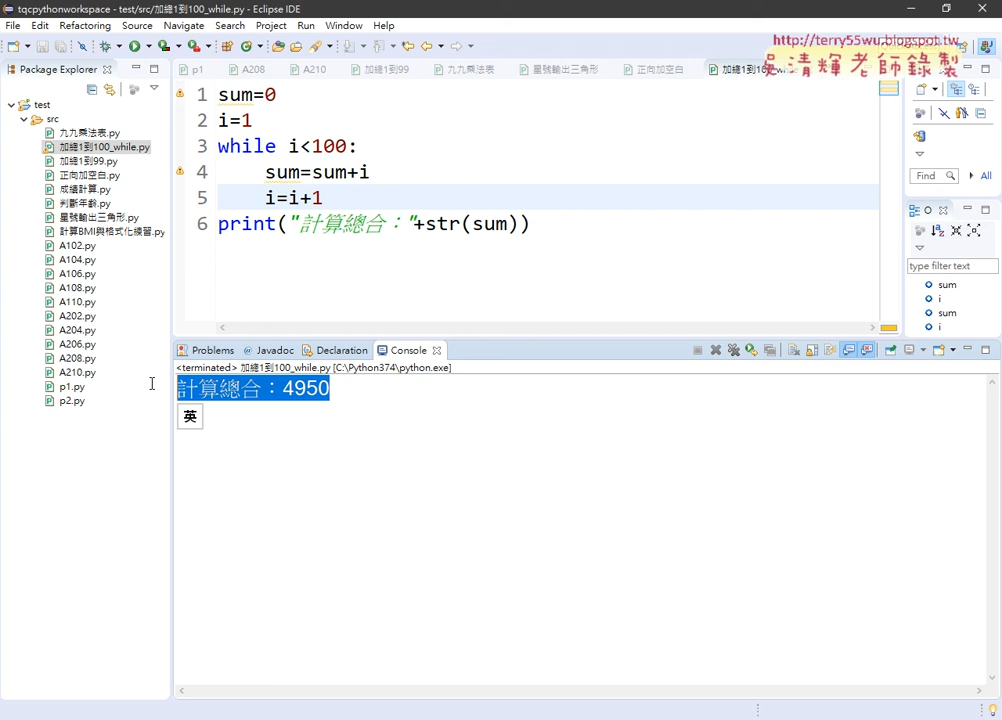 tqcpythonworkspace - test/src/加總1到100_while.py - Eclipse IDE
File Edit Refactoring Source Navigate Search Project Run Window Help
http://terry55wu.blogspot.tw
吳清輝老師錄製
Package Explorer
p1 A208 A210 加總1到99 九九乘法表 星號輸出三角形 正向加空白 加總1到
test
src
九九乘法表.py
加總1到100_while.py
加總1到99.py
正向加空白.py
成績計算.py
判斷年齡.py
星號輸出三角形.py
計算BMI與格式化練習.py
A102.py
A104.py
A106.py
A108.py
A110.py
A202.py
A204.py
A206.py
A208.py
A210.py
p1.py
p2.py
1 sum=0
2 i=1
3 while i<100:
4 sum=sum+i
5 i=i+1
6 print("計算總合："+str(sum))
Find All
type filter text
sum
i
sum
i
Problems Javadoc Declaration Console
<terminated> 加總1到100_while.py [C:\Python374\python.exe]
計算總合：4950
英